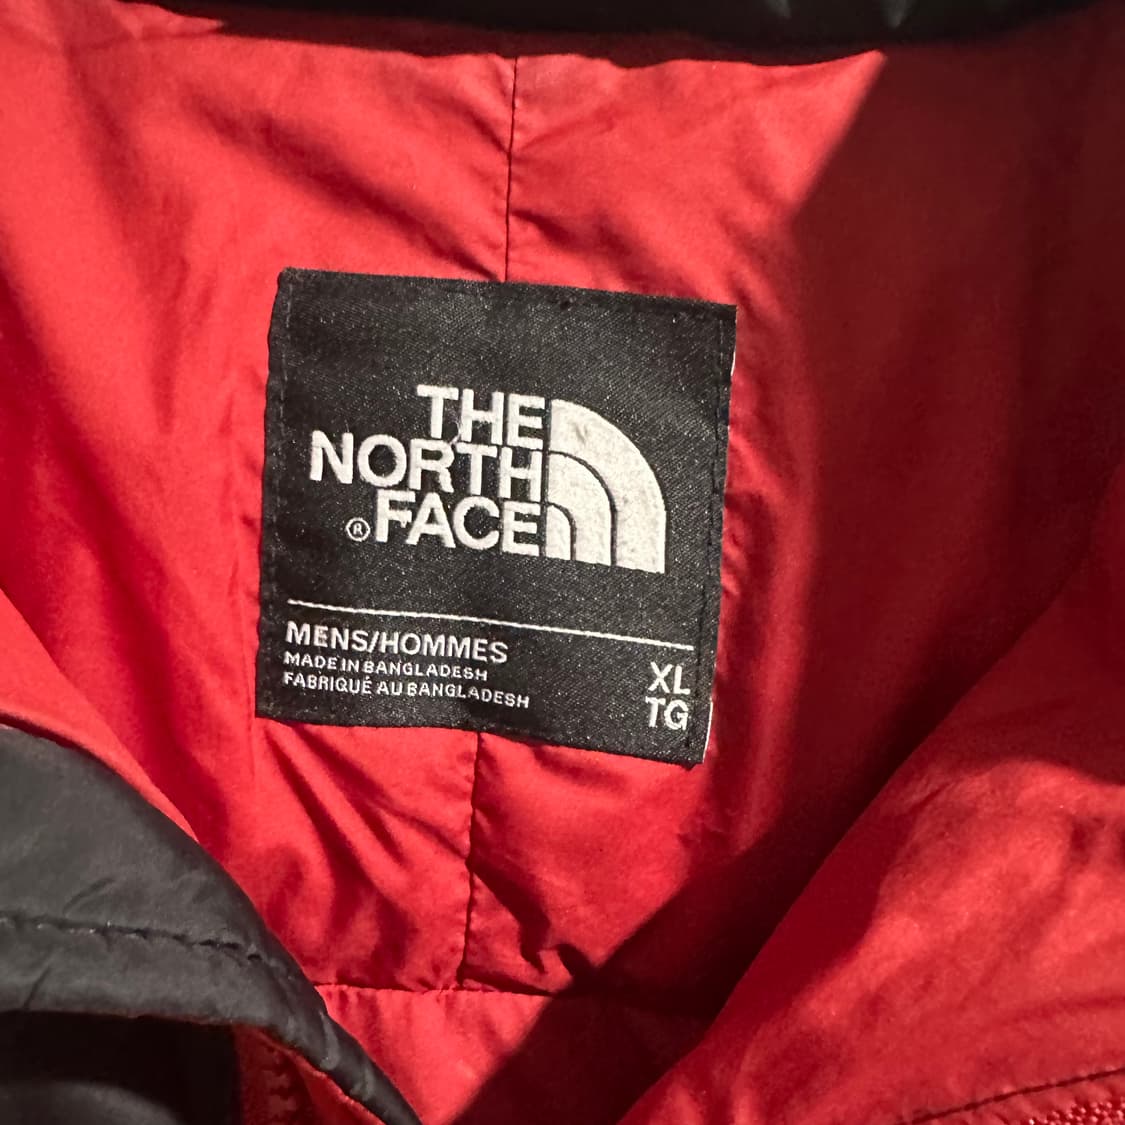 THE
NORTH
®FACE
MENS/HOMMES
MADE IN BANGLADESH
FABRIQUÉ AU BANGLADESH
XL
TG